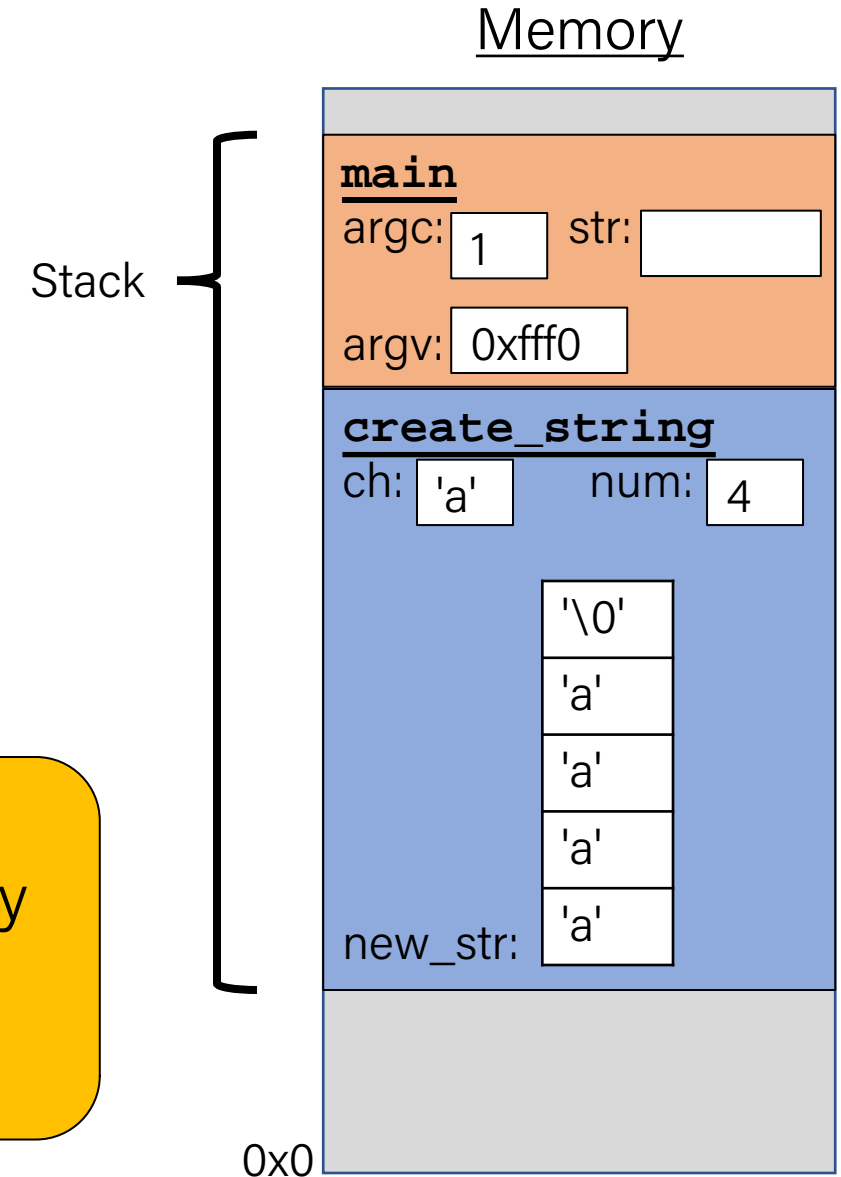 Memory
main
argc: 1 str:
Stack
argv: 0xfff0
create_string
ch: 'a' num: 4
'\0'
'a'
'a'
'a'
y
new_str: 'a'
0x0